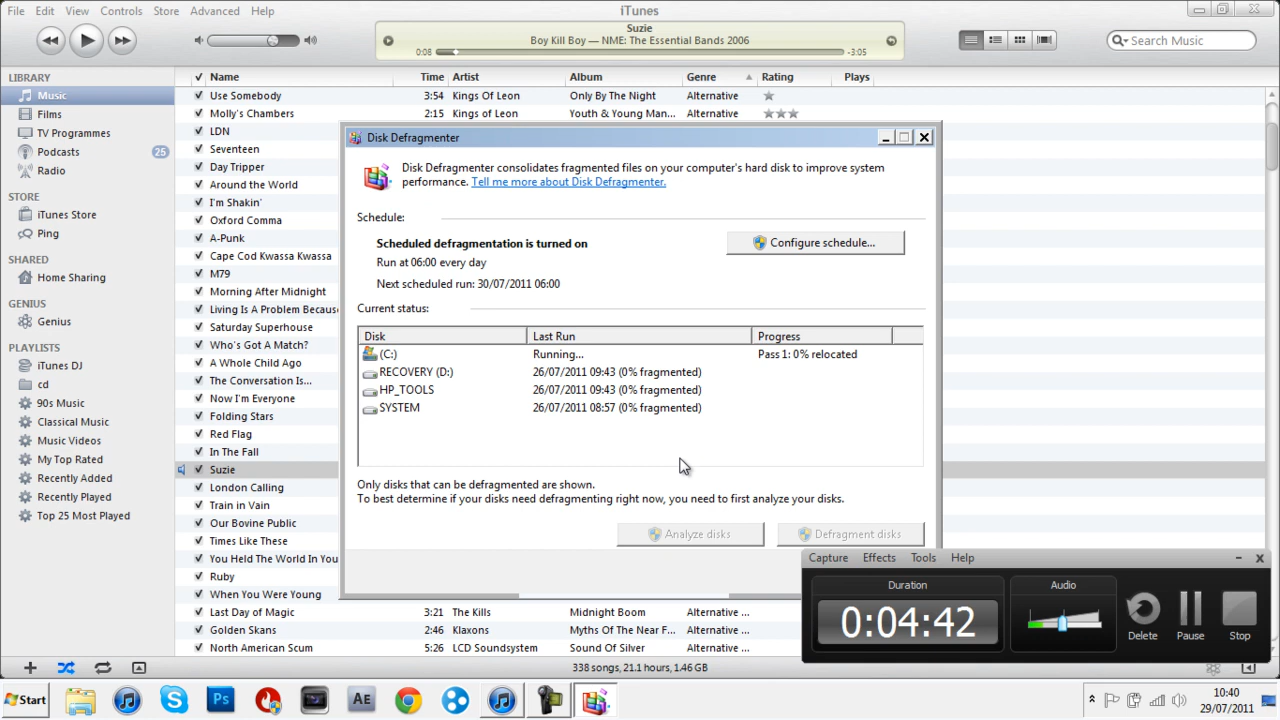 File Edit View Controls Store Advanced Help
iTunes
Suzie
Boy Kill Boy — NME: The Essential Bands 2006
0:08
-3:05
Search Music
LIBRARY
Music
Films
TV Programmes
Podcasts 25
Radio
STORE
iTunes Store
Ping
SHARED
Home Sharing
GENIUS
Genius
PLAYLISTS
iTunes DJ
cd
90s Music
Classical Music
Music Videos
My Top Rated
Recently Added
Recently Played
Top 25 Most Played
Name Time Artist Album Genre Rating Plays
Use Somebody 3:54 Kings Of Leon Only By The Night Alternative
Molly's Chambers 2:15 Kings of Leon Youth & Young Man... Alternative
LDN
Seventeen
Day Tripper
Around the World
I'm Shakin'
Oxford Comma
A-Punk
Cape Cod Kwassa Kwassa
M79
Morning After Midnight
Living Is A Problem Becaus
Saturday Superhouse
Who's Got A Match?
A Whole Child Ago
The Conversation Is...
Now I'm Everyone
Folding Stars
Red Flag
In The Fall
Suzie
London Calling
Train in Vain
Our Bovine Public
Times Like These
You Held The World In You
Ruby
When You Were Young
Last Day of Magic 3:21 The Kills Midnight Boom Alternative ...
Golden Skans 2:46 Klaxons Myths Of The Near F... Alternative ...
North American Scum 5:26 LCD Soundsystem Sound Of Silver Alternative ...
338 songs, 21.1 hours, 1.46 GB
Disk Defragmenter
Disk Defragmenter consolidates fragmented files on your computer's hard disk to improve system
performance. Tell me more about Disk Defragmenter.
Schedule:
Scheduled defragmentation is turned on
Configure schedule...
Run at 06:00 every day
Next scheduled run: 30/07/2011 06:00
Current status:
Disk Last Run Progress
(C:) Running... Pass 1: 0% relocated
RECOVERY (D:) 26/07/2011 09:43 (0% fragmented)
HP_TOOLS 26/07/2011 09:43 (0% fragmented)
SYSTEM 26/07/2011 08:57 (0% fragmented)
Only disks that can be defragmented are shown.
To best determine if your disks need defragmenting right now, you need to first analyze your disks.
Analyze disks Defragment disks
Capture Effects Tools Help
Duration Audio
0:04:42
Delete Pause Stop
Start
Ps
AE
10:40
29/07/2011